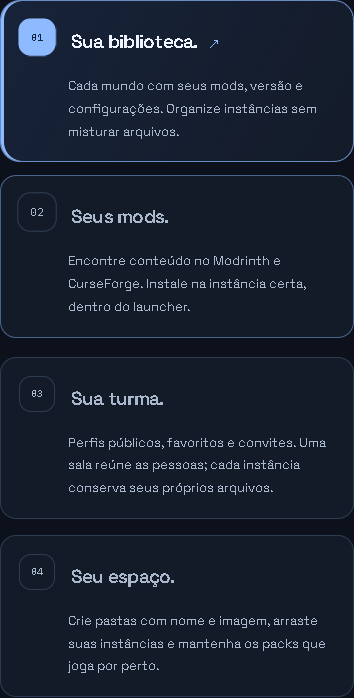 01
Sua biblioteca. ↗
Cada mundo com seus mods, versão e
configurações. Organize instâncias sem
misturar arquivos.
02
Seus mods.
Encontre conteúdo no Modrinth e
CurseForge. Instale na instância certa,
dentro do launcher.
03
Sua turma.
Perfis públicos, favoritos e convites. Uma
sala reúne as pessoas; cada instância
conserva seus próprios arquivos.
04
Seu espaço.
Crie pastas com nome e imagem, arraste
suas instâncias e mantenha os packs que
joga por perto.